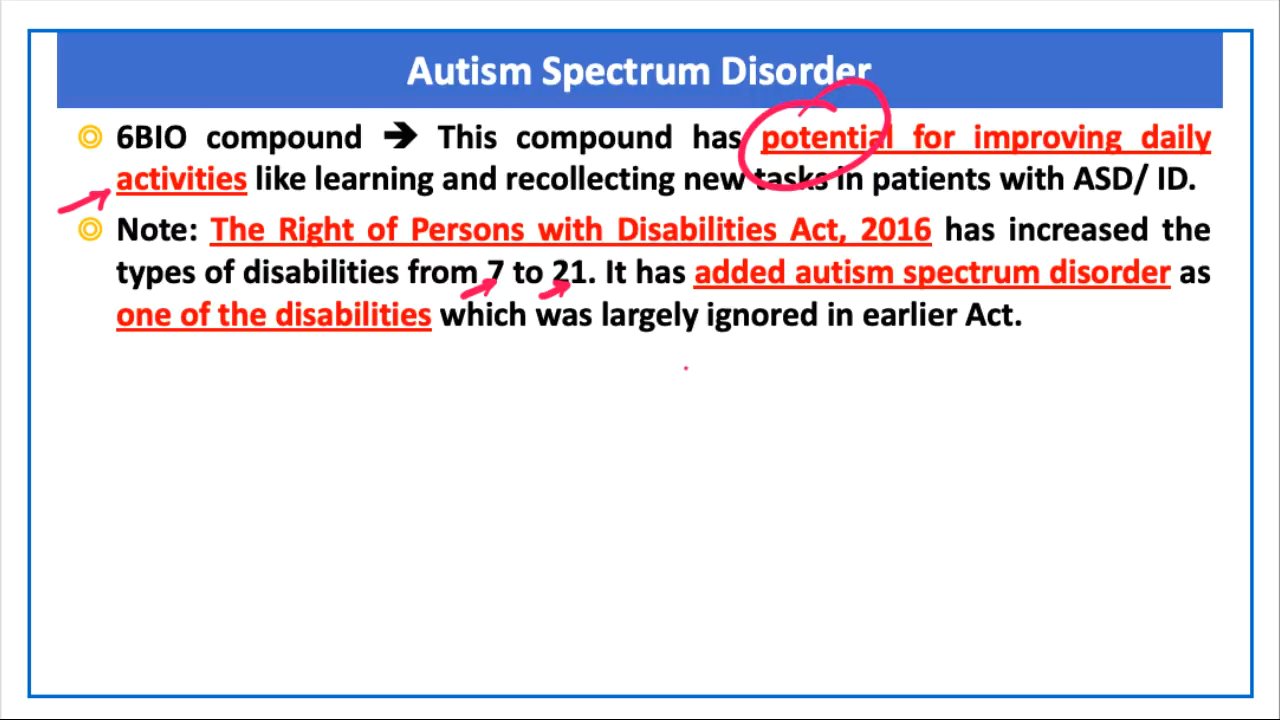 Autism Spectrum Disorder
6BIO compound ➔ This compound has potential for improving daily
activities like learning and recollecting new tasks in patients with ASD/ ID.
Note: The Right of Persons with Disabilities Act, 2016 has increased the
types of disabilities from 7 to 21. It has added autism spectrum disorder as
one of the disabilities which was largely ignored in earlier Act.